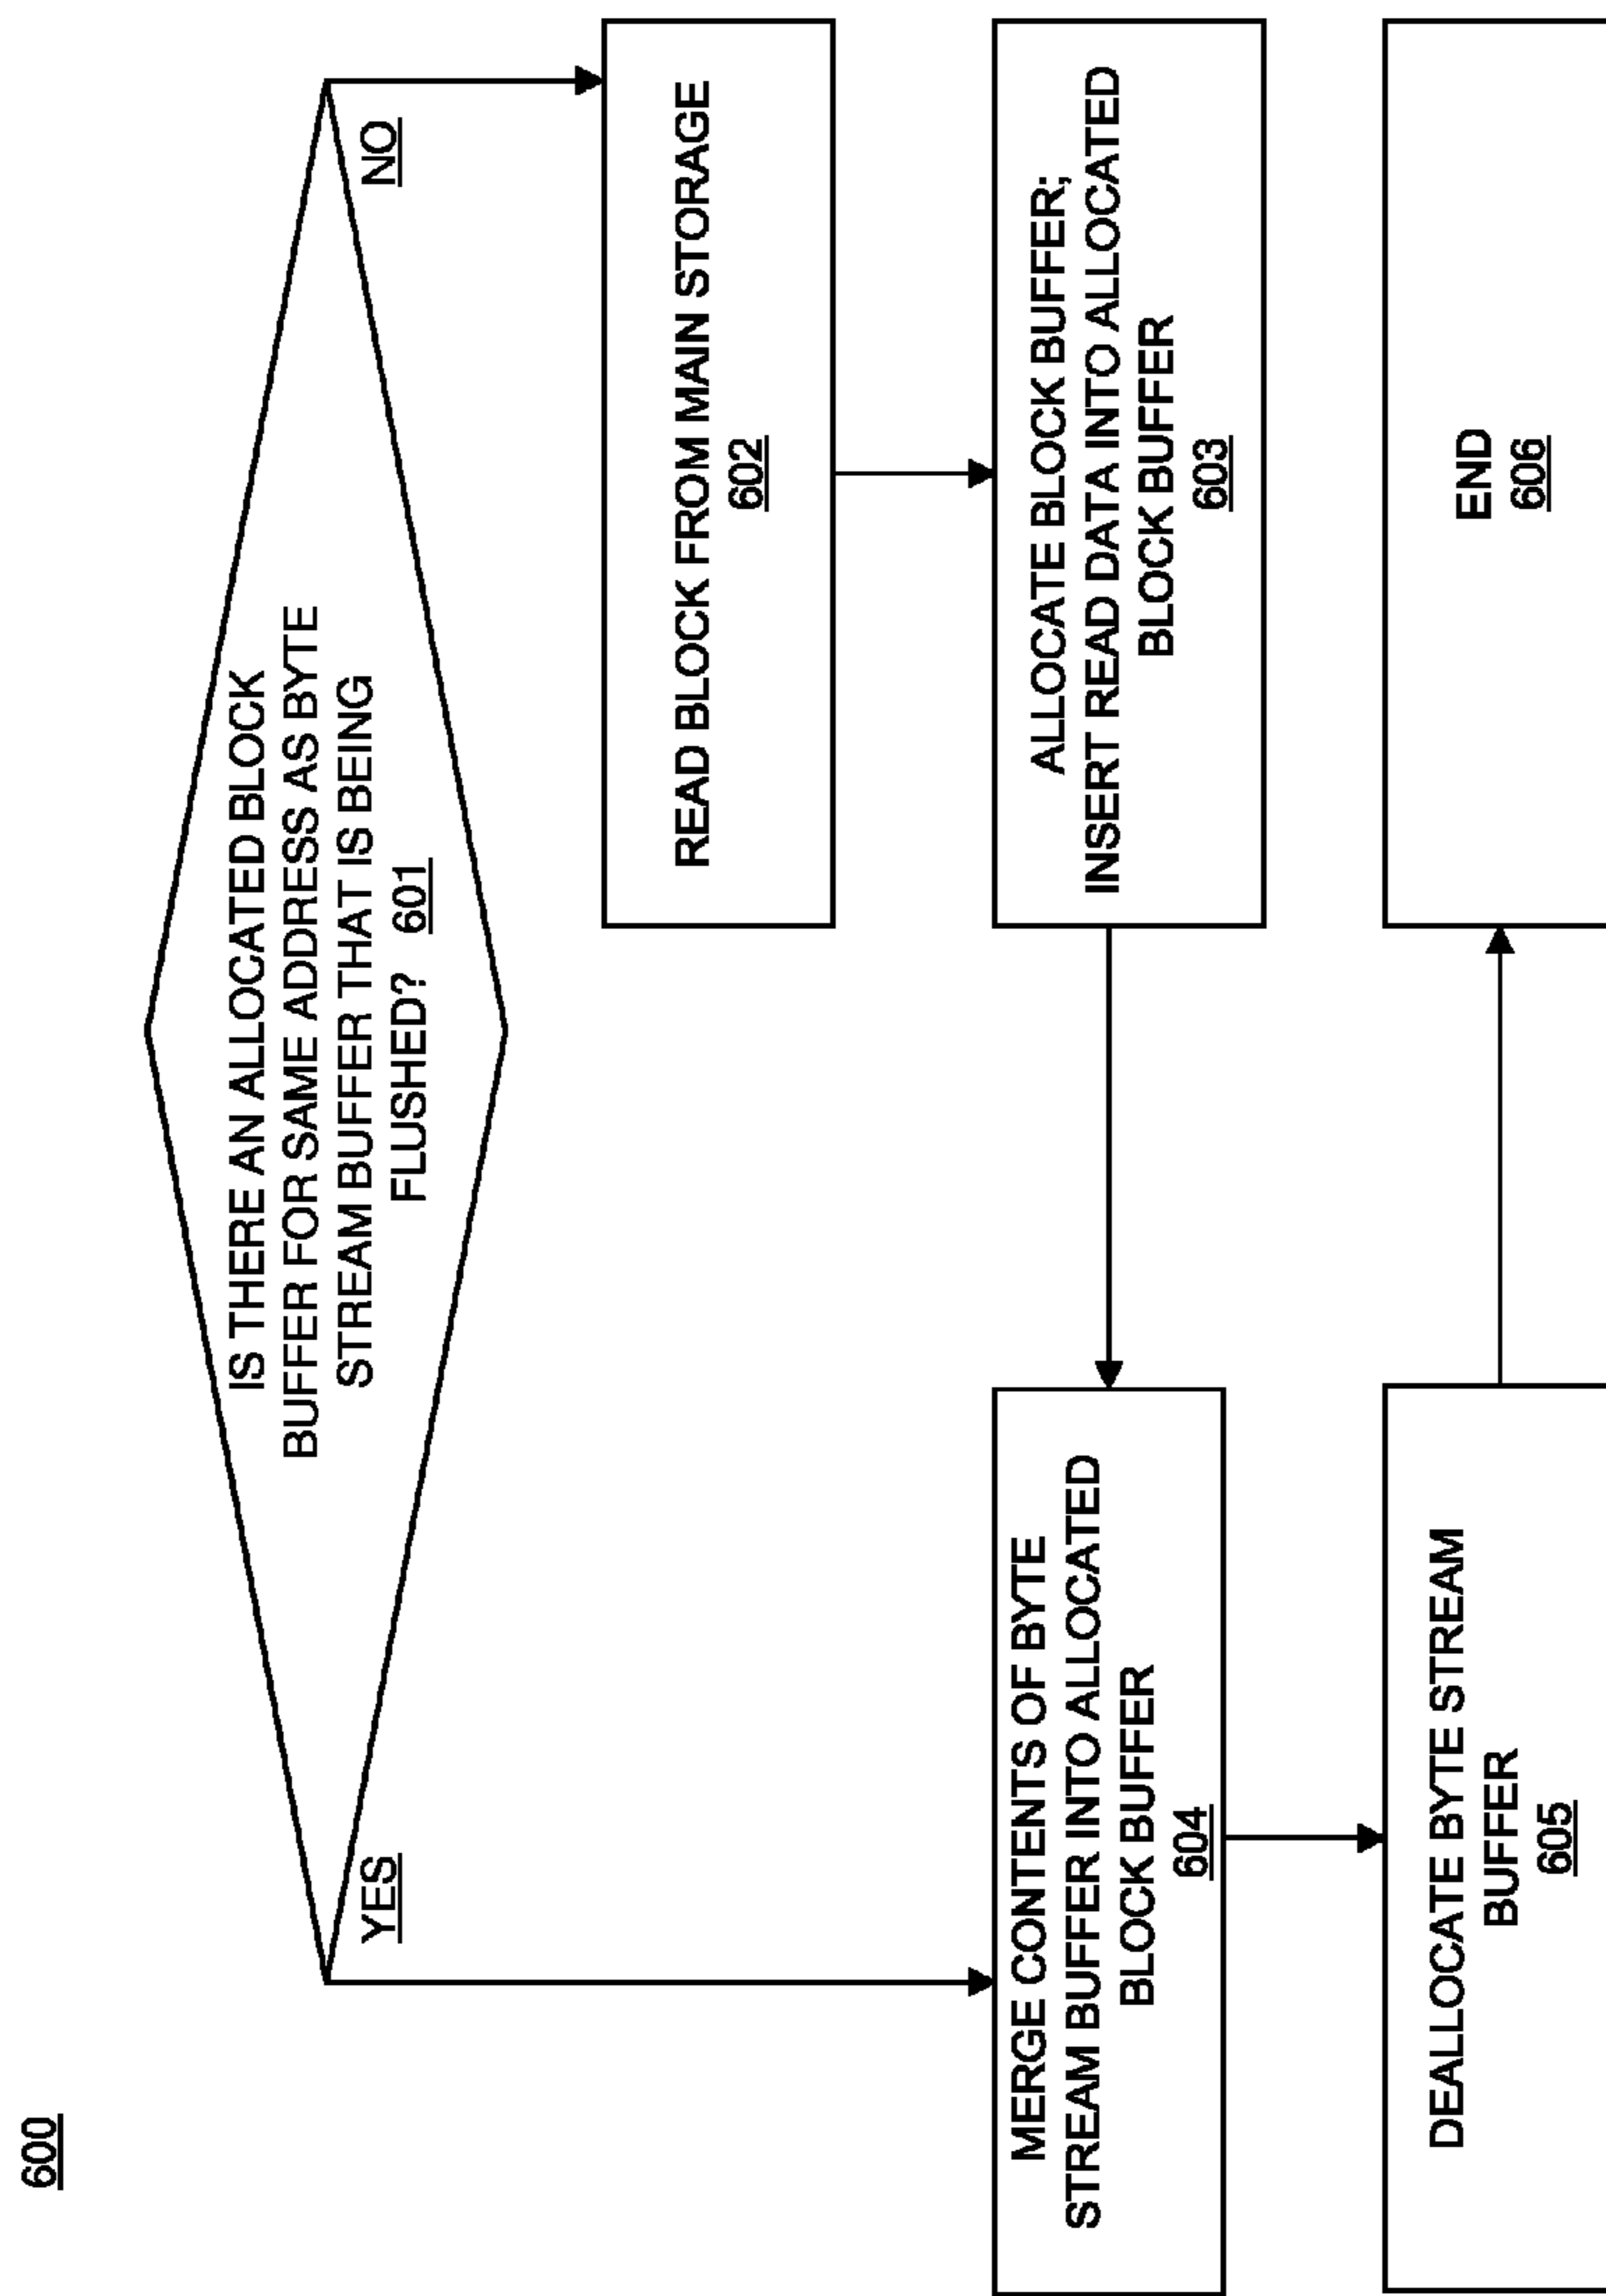 600
IS THERE AN ALLOCATED BLOCK
BUFFER FOR SAME ADDRESS AS BYTE
STREAM BUFFER THAT IS BEING
FLUSHED? 601
YES
NO
READ BLOCK FROM MAIN STORAGE
602
ALLOCATE BLOCK BUFFER;
INSERT READ DATA INTO ALLOCATED
BLOCK BUFFER
603
MERGE CONTENTS OF BYTE
STREAM BUFFER INTO ALLOCATED
BLOCK BUFFER
604
DEALLOCATE BYTE STREAM
BUFFER
605
END
606